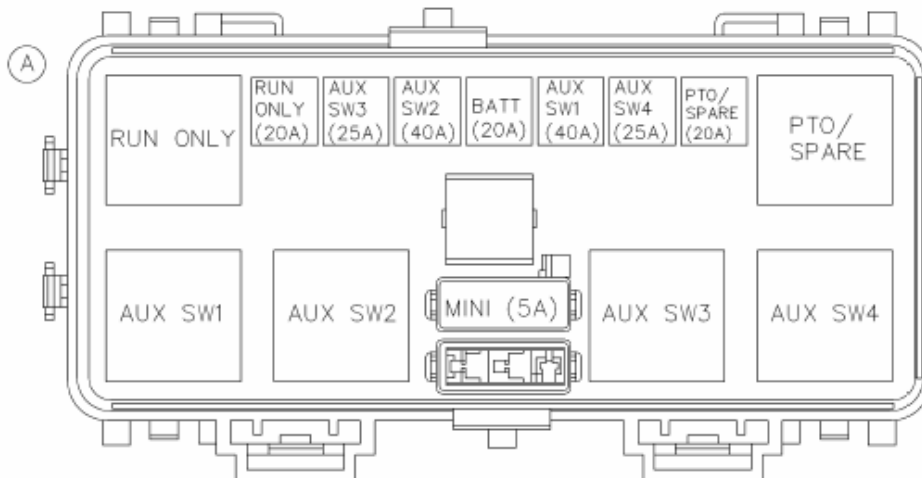 A
RUN ONLY
RUN
ONLY
(20A)
AUX
SW3
(25A)
AUX
SW2
(40A)
BATT
(20A)
AUX
SW1
(40A)
AUX
SW4
(25A)
PTO/
SPARE
(20A)
PTO/
SPARE
AUX SW1
AUX SW2
MINI (5A)
AUX SW3
AUX SW4